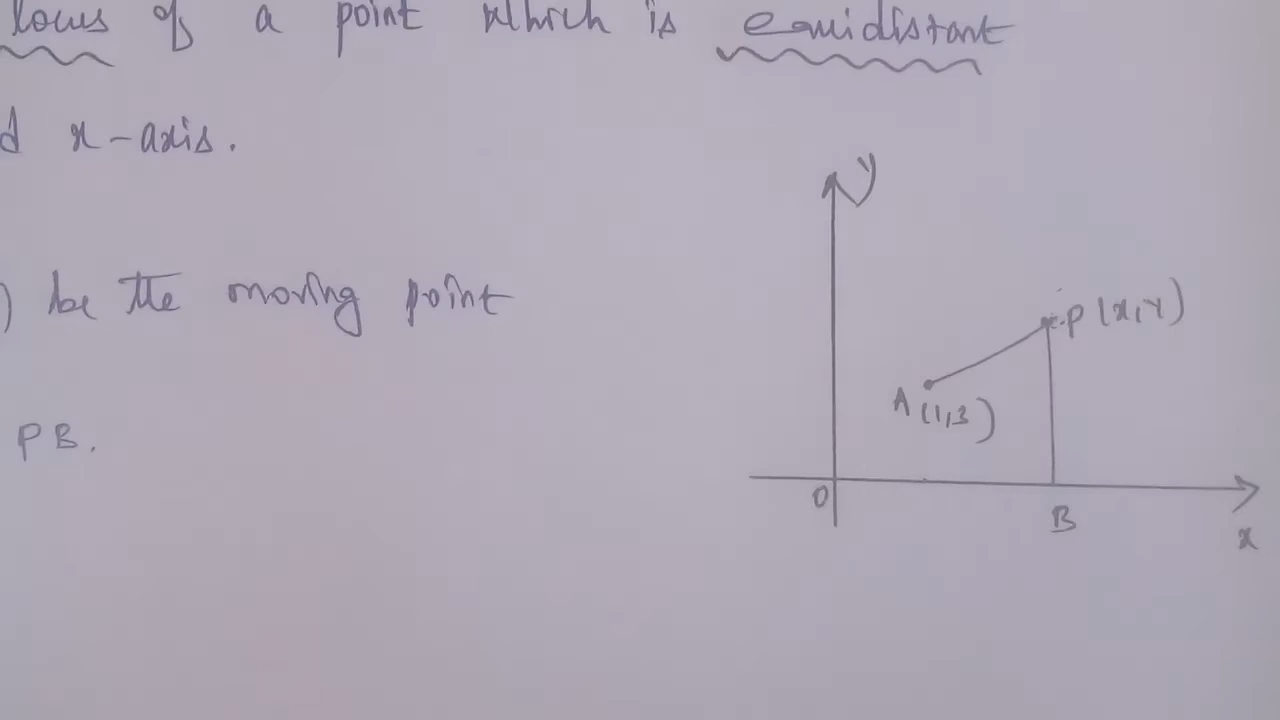 locus of a point which is equidistant
d x-axis.
y
) be the moving point
P (x,y)
A (1,3)
PB.
O
B
x